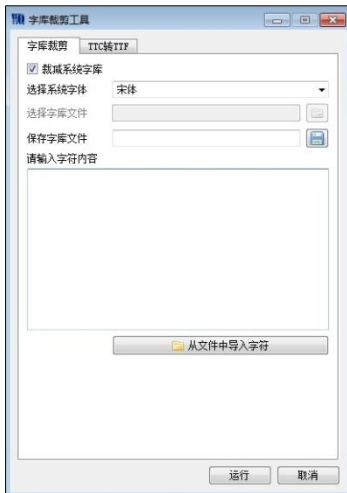 字库裁剪工具
字库裁剪 TTC转TTF
裁减系统字库
选择系统字体 宋体
选择字库文件
保存字库文件
请输入字符内容
从文件中导入字符
运行 取消